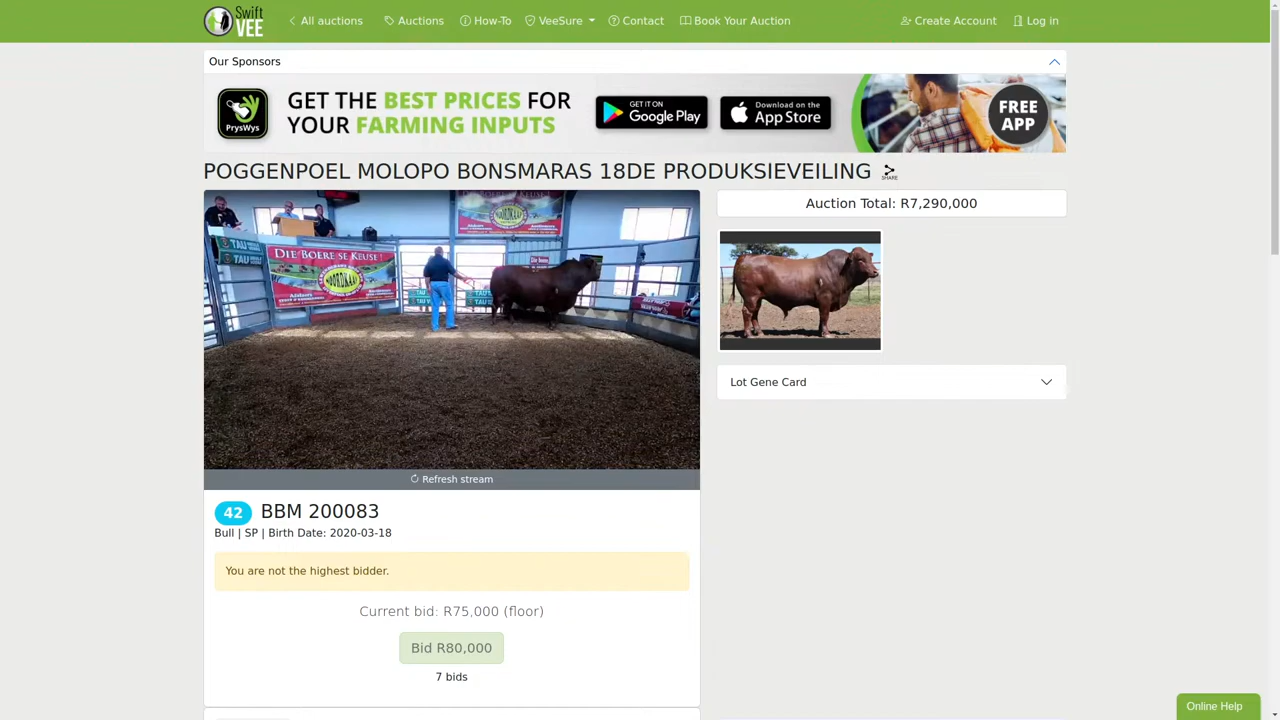 Swift
VEE
All auctions
Auctions
How-To
VeeSure
Contact
Book Your Auction
Create Account
Log in
Our Sponsors
PrysWys
GET THE BEST PRICES FOR
YOUR FARMING INPUTS
GET IT ON
Google Play
Download on the
App Store
FREE
APP
POGGENPOEL MOLOPO BONSMARAS 18DE PRODUKSIEVEILING
SHARE
Auction Total: R7,290,000
TAU
DIE BOERE SE KEUSE!
NOORDKAAP
Lot Gene Card
Refresh stream
42 BBM 200083
Bull | SP | Birth Date: 2020-03-18
You are not the highest bidder.
Current bid: R75,000 (floor)
Bid R80,000
7 bids
Online Help